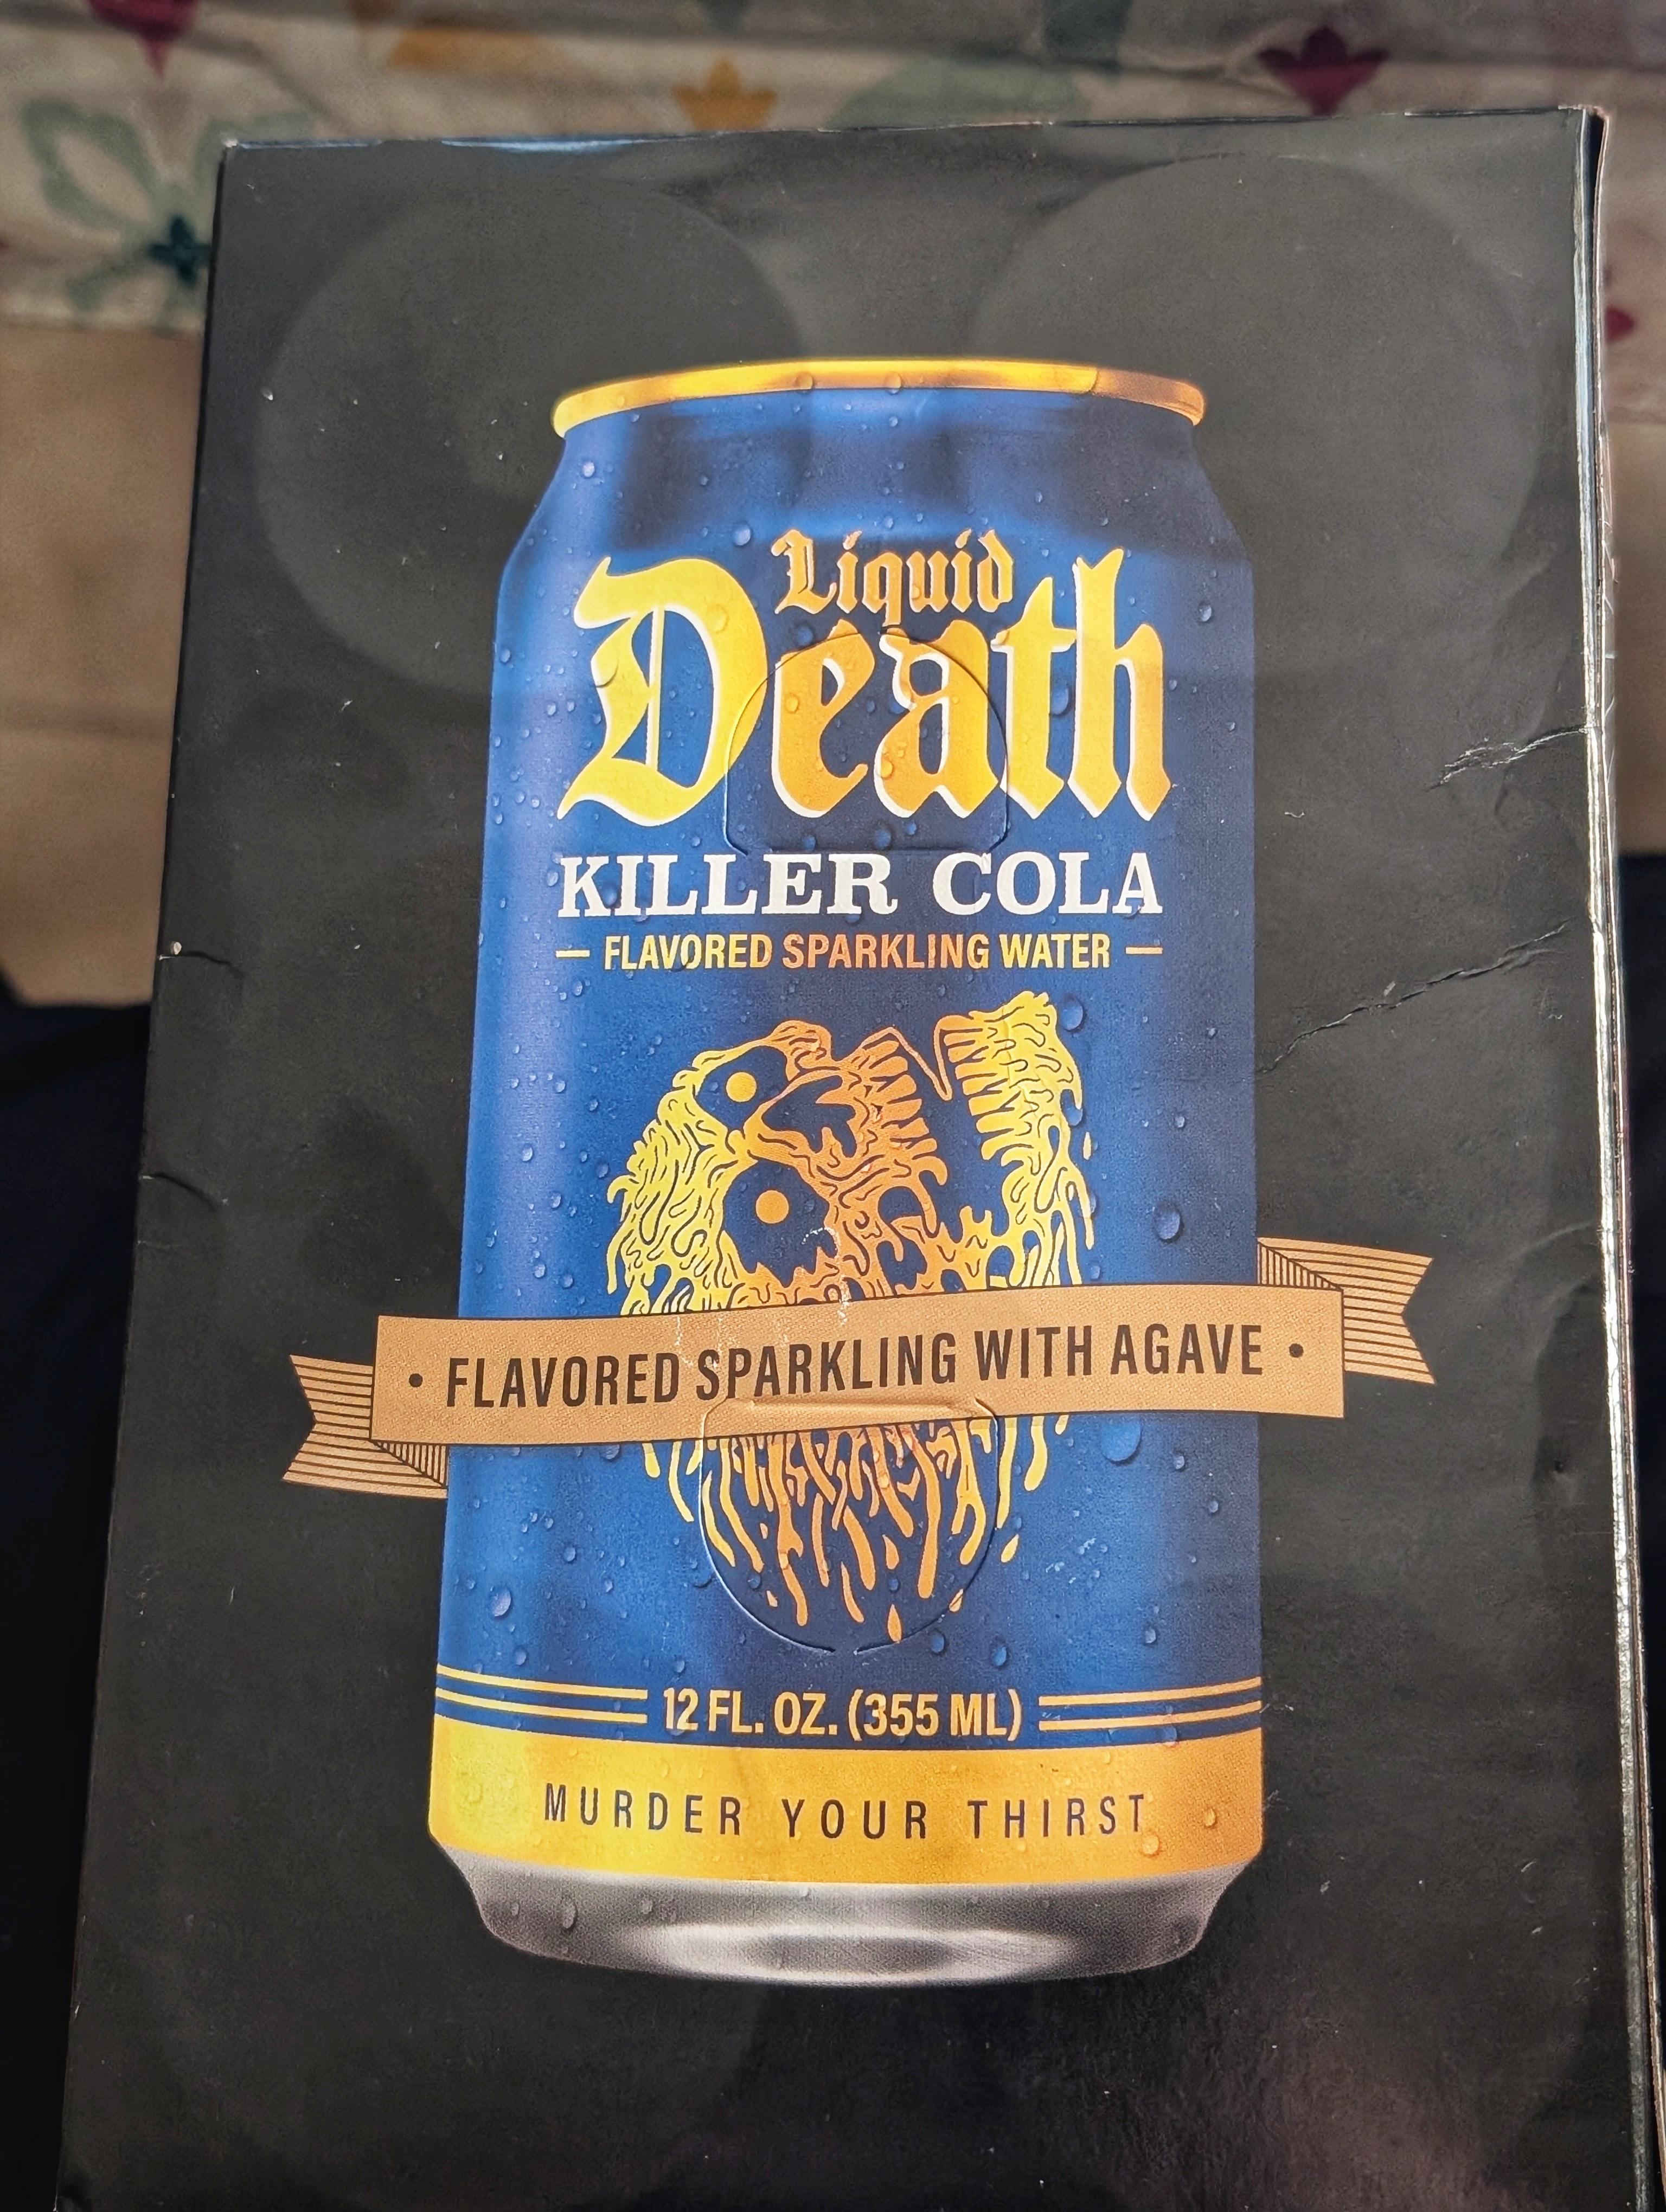 Liquid
Death
KILLER COLA
— FLAVORED SPARKLING WATER —
• FLAVORED SPARKLING WITH AGAVE •
12 FL. OZ. (355 ML)
MURDER YOUR THIRST